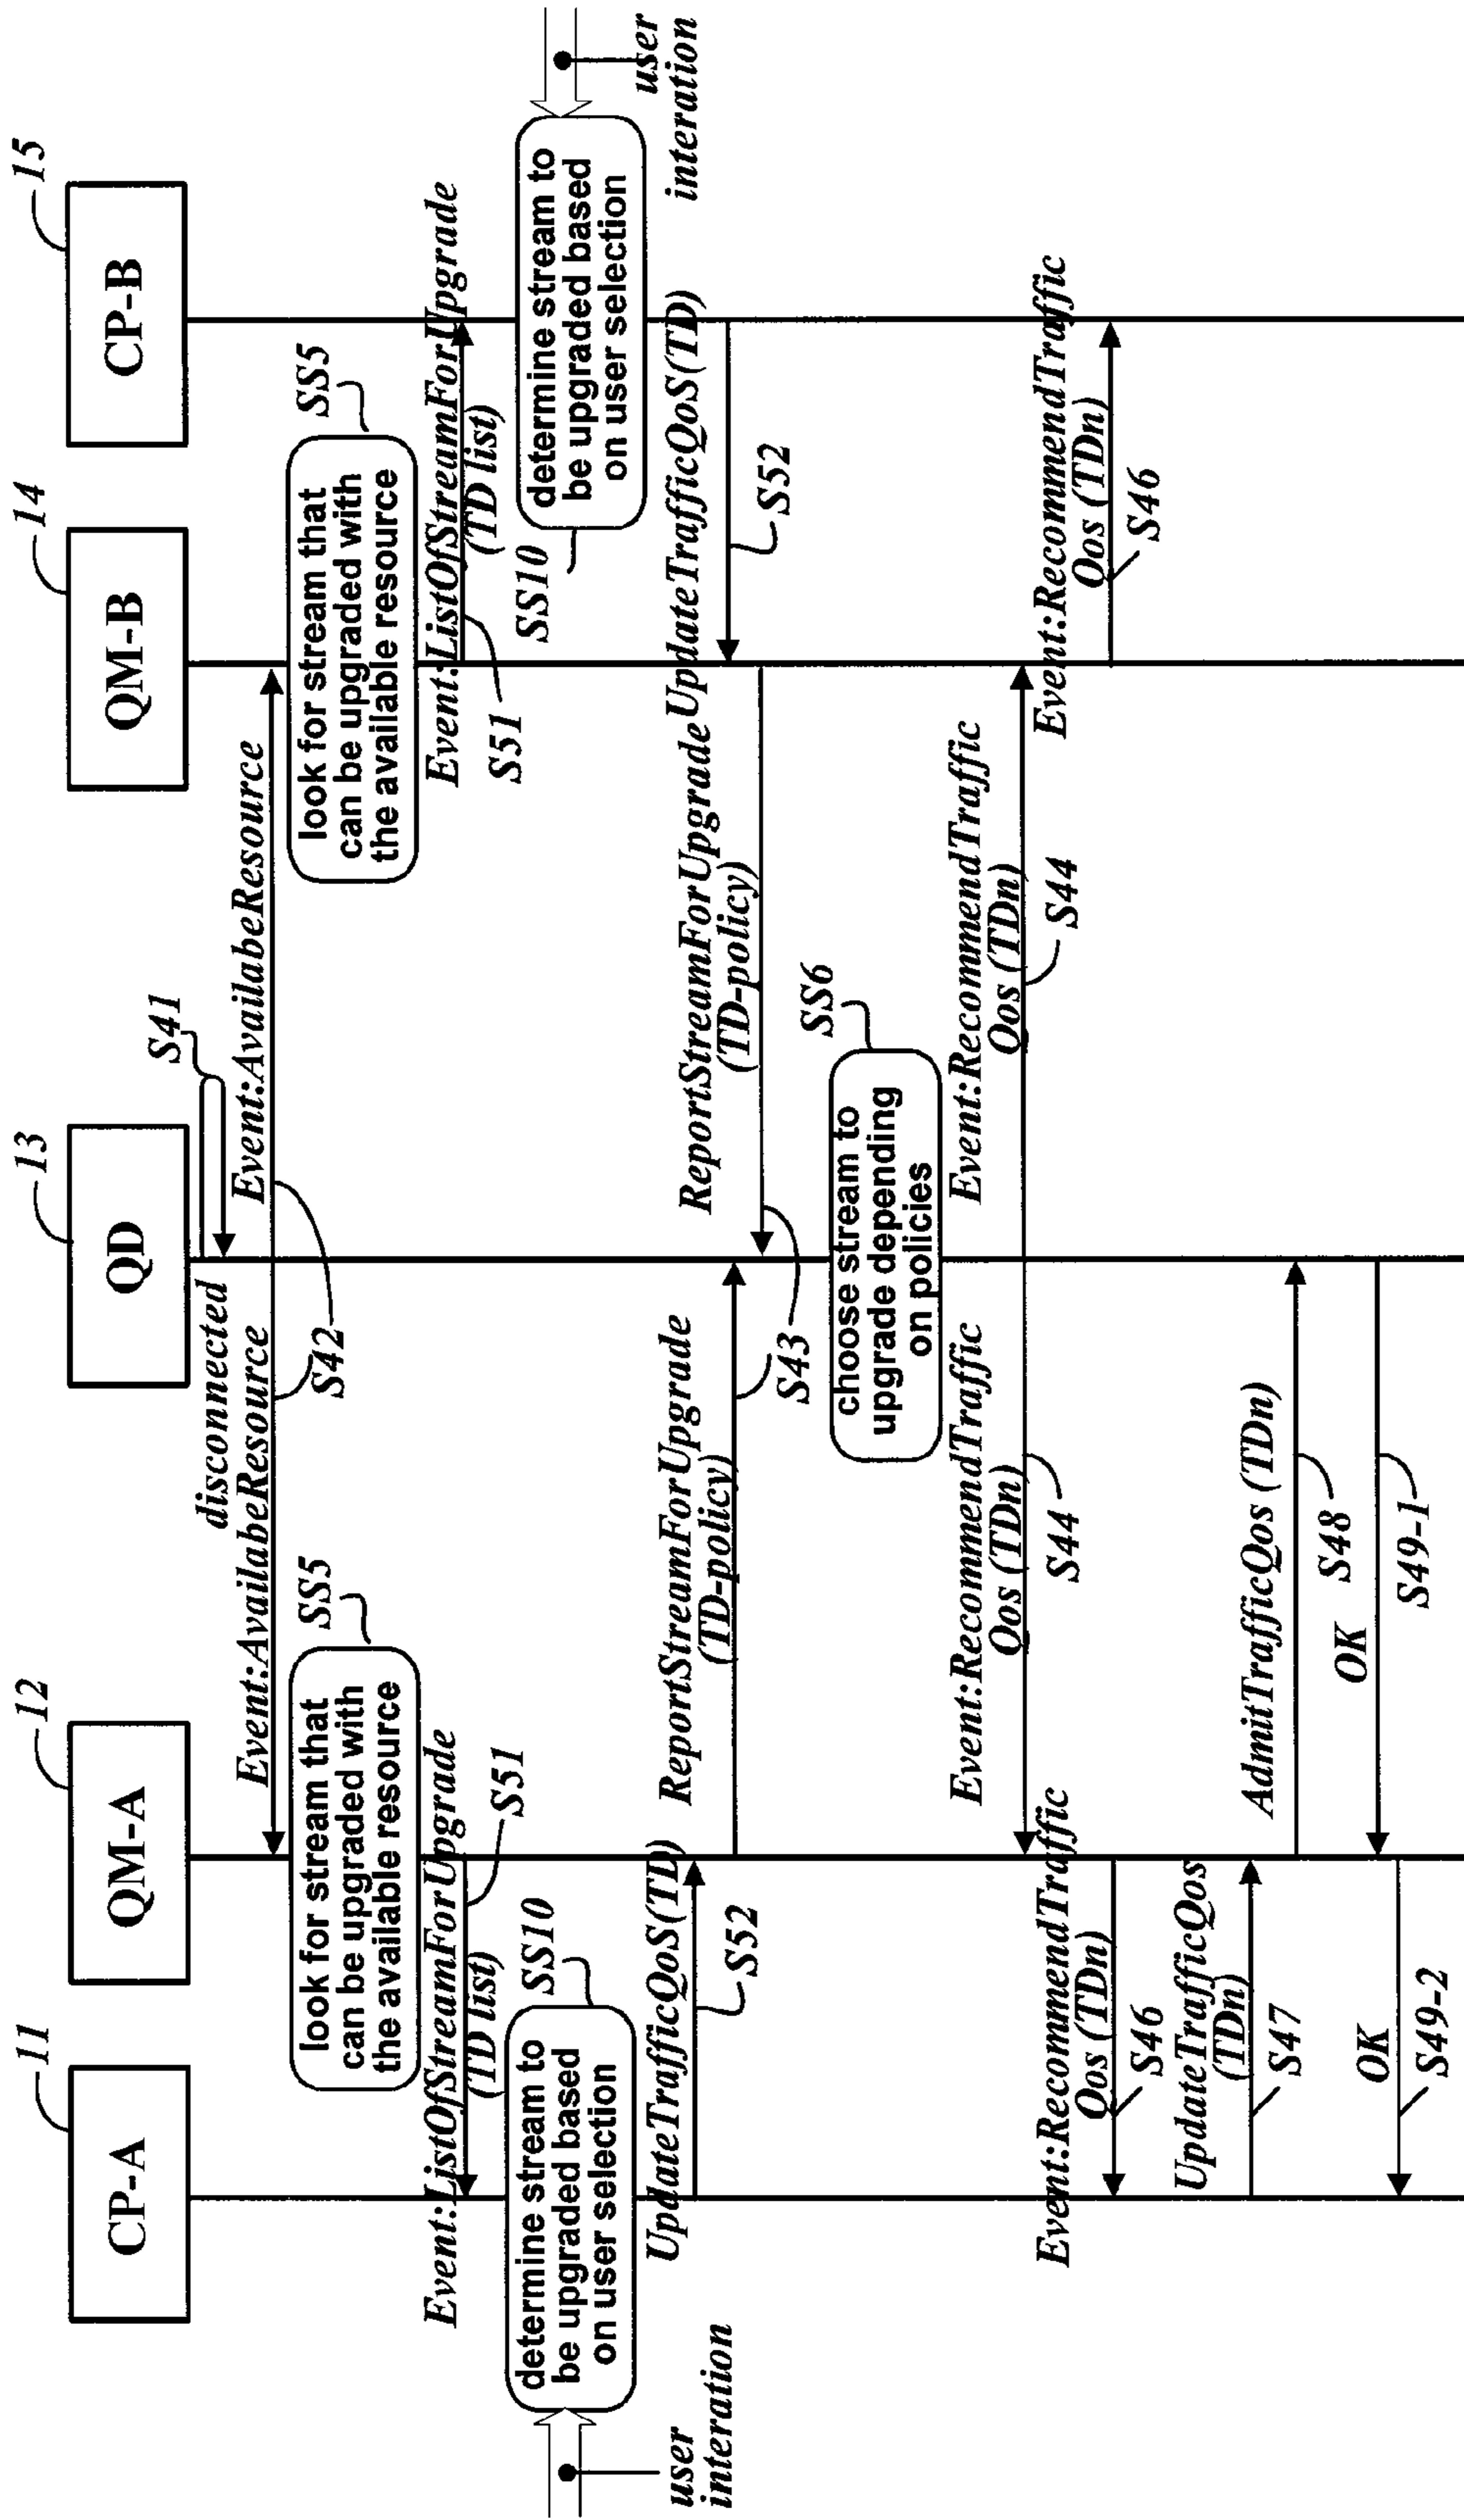 11
12
13
14
15
CP-A
QM-A
QD
QM-B
CP-B
S41
disconnected
Event:AvailabeResource
Event:AvailabeResource
S42
SS5
SS5
look for stream that
can be upgraded with
the available resource
look for stream that
can be upgraded with
the available resource
Event:ListOfStreamForUpgrade
(TD list)
S51
Event:ListOfStreamForUpgrade
(TD list)
S51
SS10
determine stream to
be upgraded based
on user selection
user
interation
SS10
determine stream to
be upgraded based
on user selection
user
interation
UpdateTrafficQoS(TD)
S52
UpdateTrafficQoS(TD)
S52
ReportStreamForUpgrade
(TD-policy)
ReportStreamForUpgrade
(TD-policy)
S43
SS6
choose stream to
upgrade depending
on policies
Event:RecommendTraffic
Qos (TDn)
S44
Event:RecommendTraffic
Qos (TDn)
S44
Event:RecommendTraffic
Qos (TDn)
S46
Event:RecommendTraffic
Qos (TDn)
S46
UpdateTrafficQos
(TDn)
S47
AdmitTrafficQos (TDn)
S48
OK
S49-1
OK
S49-2